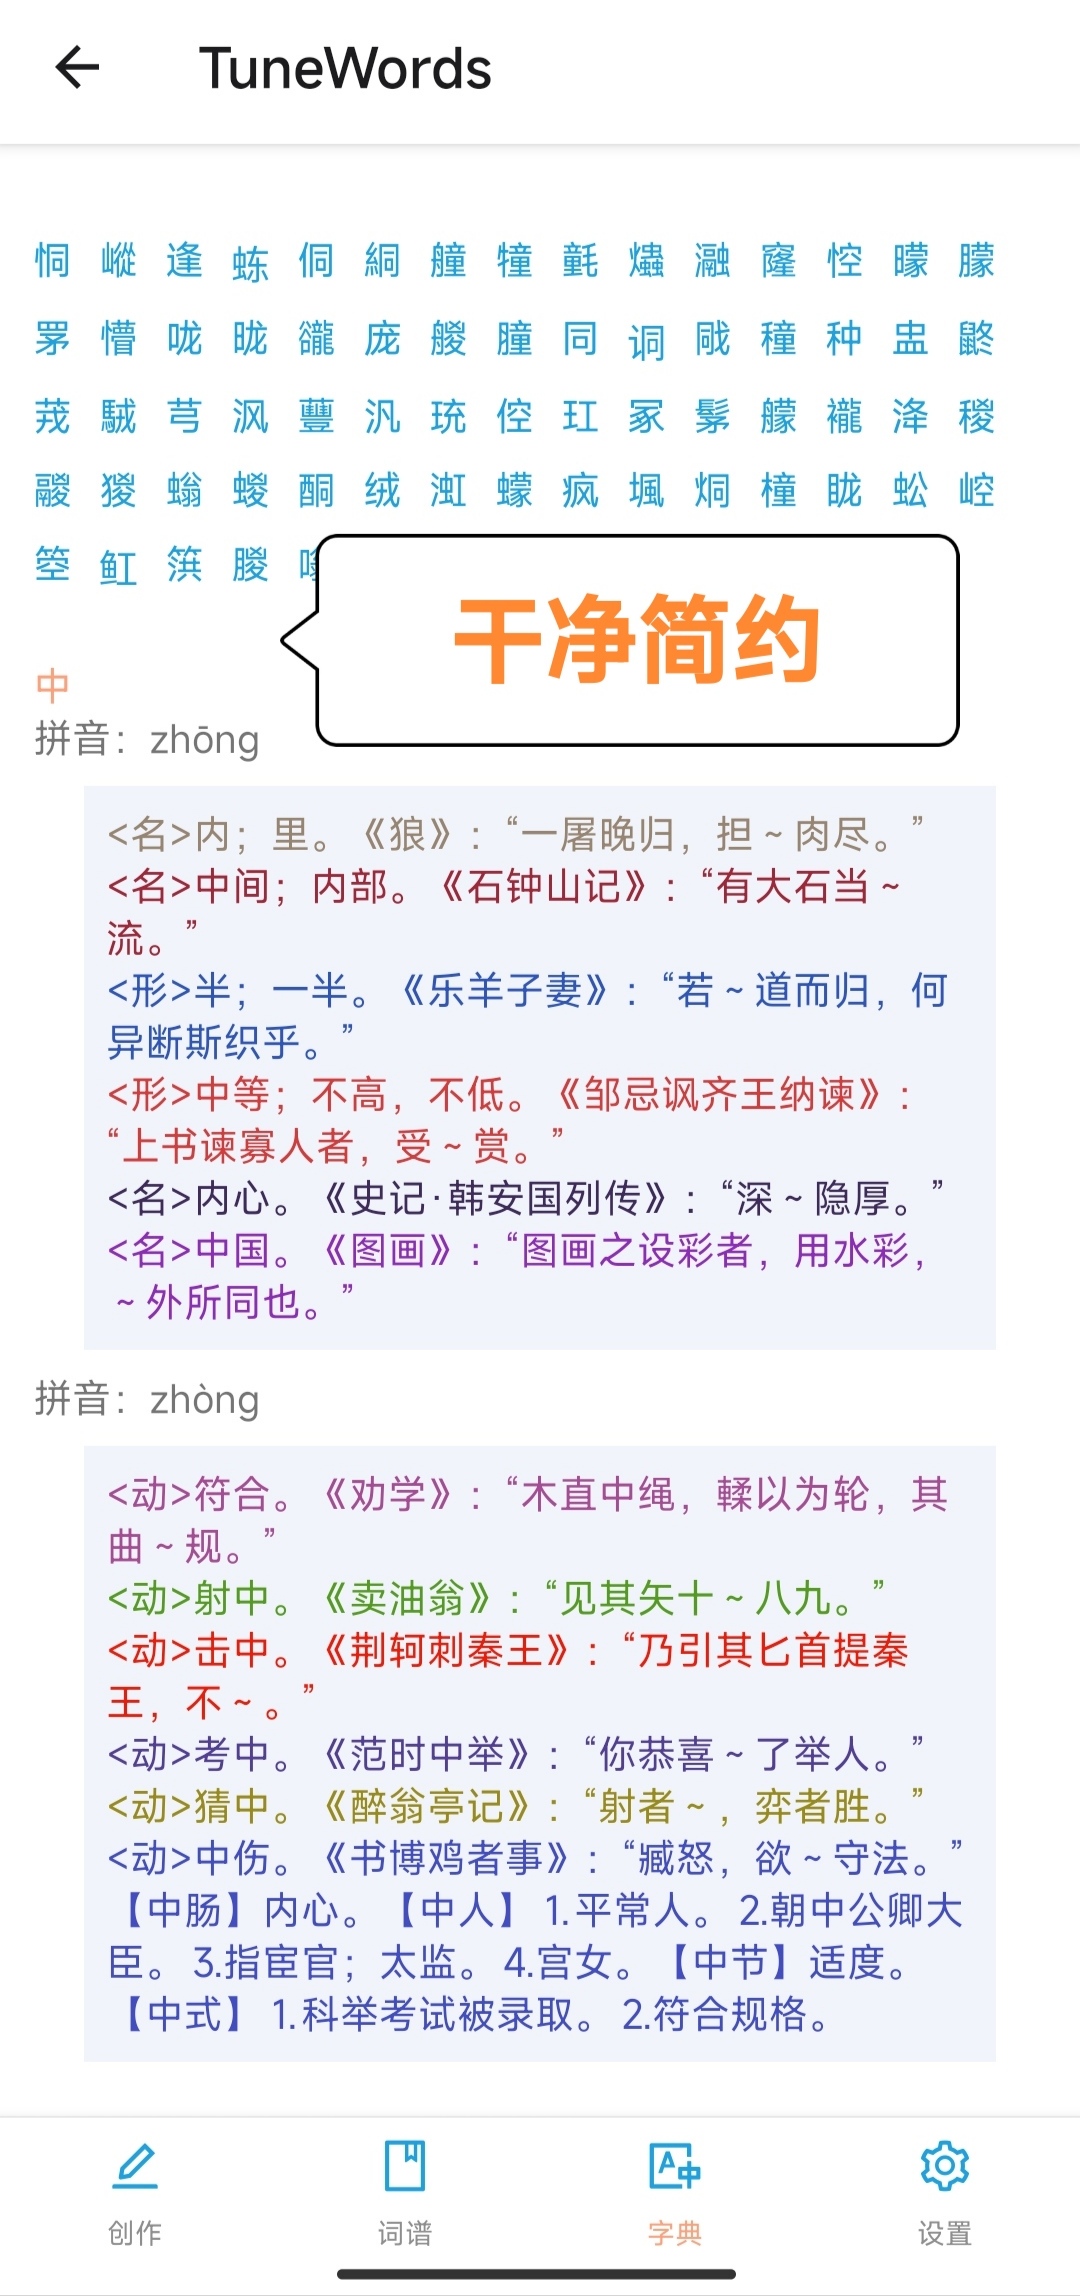 TuneWords
恫 嵷 逢 蛛 侗 絧 艟 犝 氃 爞 瀜 窿 悾 曚 朦
罞 懵 咙 昽 巃 庞 艐 朣 同 诇 戙 穜 种 盅 鼨
茙 駥 芎 沨 蘴 汎 珫 倥 玒 冢 鬃 艨 襱 浲 稯
鬷 猣 螉 蝬 酮 绒 渱 蠓 疯 堸 烔 橦 眬 蚣 崆
箜 魟 篊 朡
干净简约
中
拼音：zhōng
<名>内；里。《狼》：“一屠晚归，担～肉尽。”
<名>中间；内部。《石钟山记》：“有大石当～
流。”
<形>半；一半。《乐羊子妻》：“若～道而归，何
异断斯织乎。”
<形>中等；不高，不低。《邹忌讽齐王纳谏》：
“上书谏寡人者，受～赏。”
<名>内心。《史记·韩安国列传》：“深～隐厚。”
<名>中国。《图画》：“图画之设彩者，用水彩，
～外所同也。”
拼音：zhòng
<动>符合。《劝学》：“木直中绳，輮以为轮，其
曲～规。”
<动>射中。《卖油翁》：“见其矢十～八九。”
<动>击中。《荆轲刺秦王》：“乃引其匕首提秦
王，不～。”
<动>考中。《范时中举》：“你恭喜～了举人。”
<动>猜中。《醉翁亭记》：“射者～，弈者胜。”
<动>中伤。《书博鸡者事》：“臧怒，欲～守法。”
【中肠】内心。【中人】1.平常人。2.朝中公卿大
臣。3.指宦官；太监。4.宫女。【中节】适度。
【中式】1.科举考试被录取。2.符合规格。
创作 词谱 字典 设置